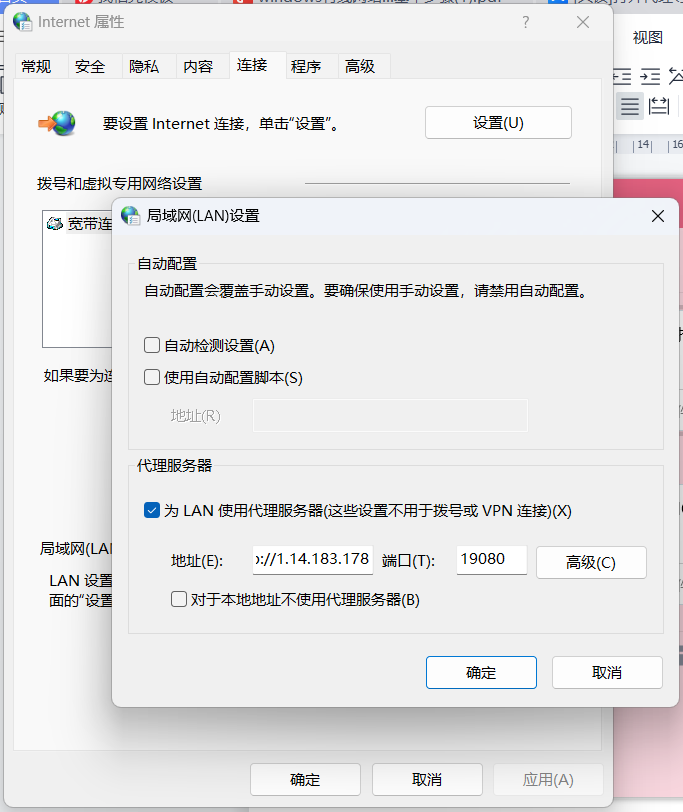 Internet 属性
?
视图
常规 安全 隐私 内容 连接 程序 高级
要设置 Internet 连接，单击“设置”。
设置(U)
14 16
拨号和虚拟专用网络设置
宽带连
局域网(LAN)设置
自动配置
自动配置会覆盖手动设置。要确保使用手动设置，请禁用自动配置。
自动检测设置(A)
使用自动配置脚本(S)
如果要为连
地址(R)
代理服务器
为 LAN 使用代理服务器(这些设置不用于拨号或 VPN 连接)(X)
地址(E): ://1.14.183.178 端口(T): 19080 高级(C)
对于本地地址不使用代理服务器(B)
局域网(LA
LAN 设置
面的“设置
确定 取消
确定 取消 应用(A)